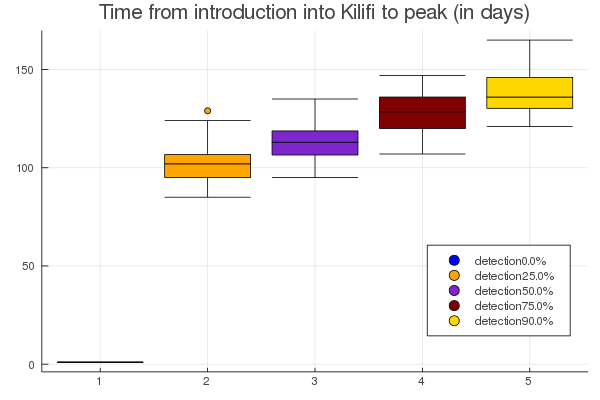 Time from introduction into Kilifi to peak (in days)
150
100
50
0
detection0.0%
detection25.0%
detection50.0%
detection75.0%
detection90.0%
1 2 3 4 5